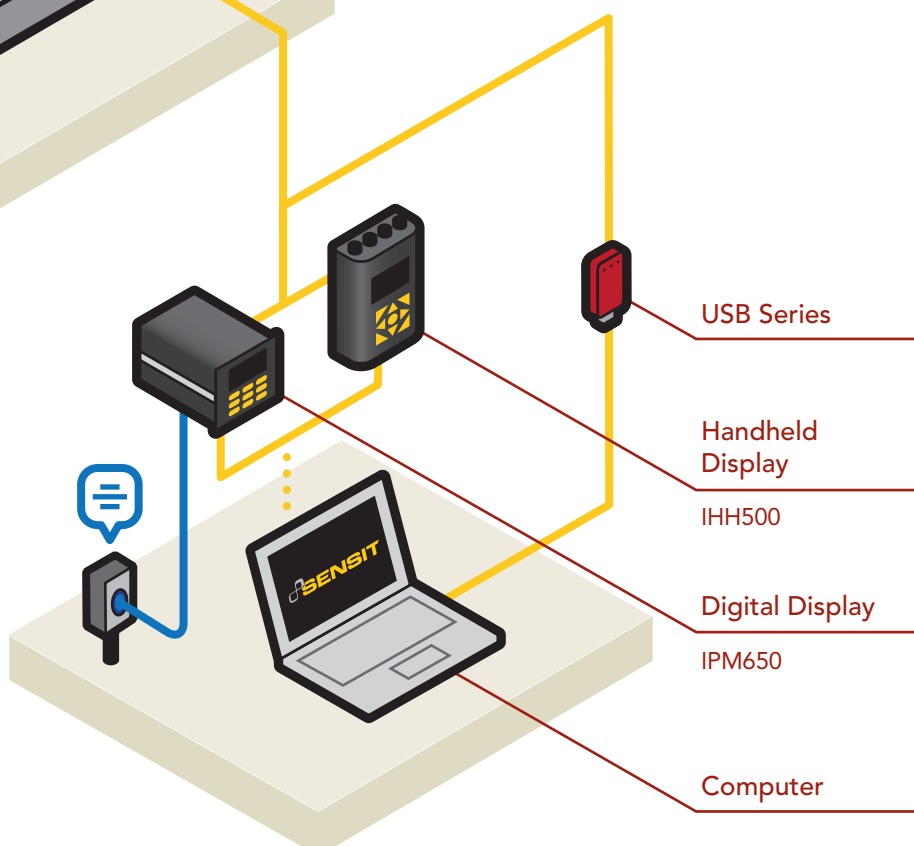 USB Series
Handheld
Display
IHH500
Digital Display
IPM650
SENSIT
Computer